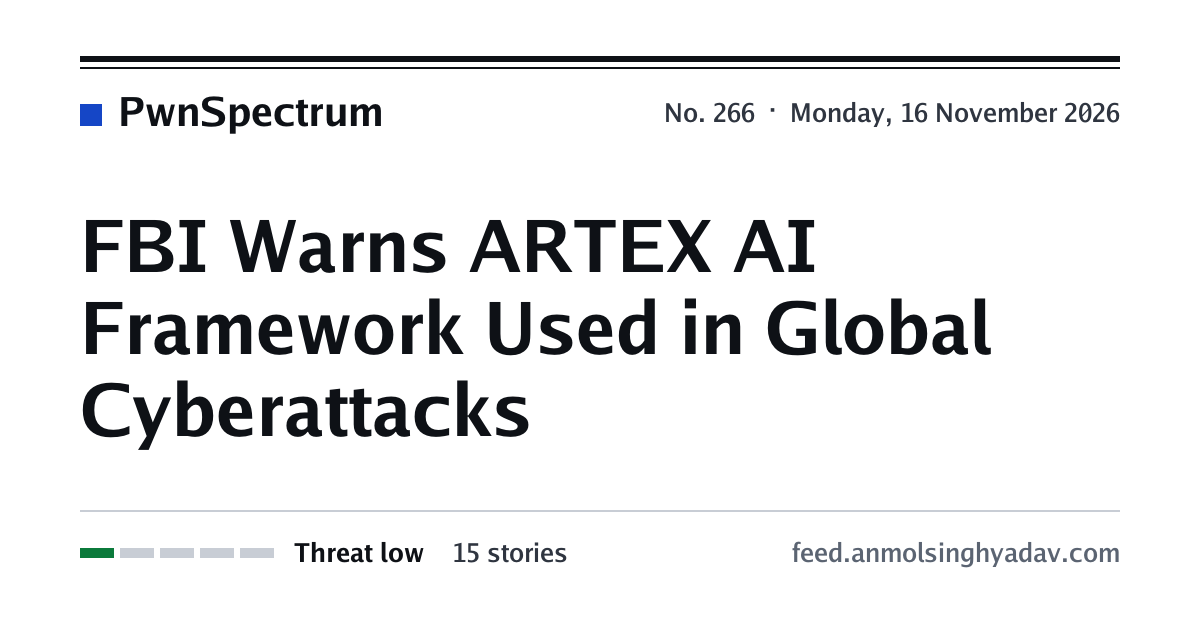 PwnSpectrum
No. 266 · Monday, 16 November 2026
FBI Warns ARTEX AI
Framework Used in Global
Cyberattacks
Threat low 15 stories
feed.anmolsinghyadav.com